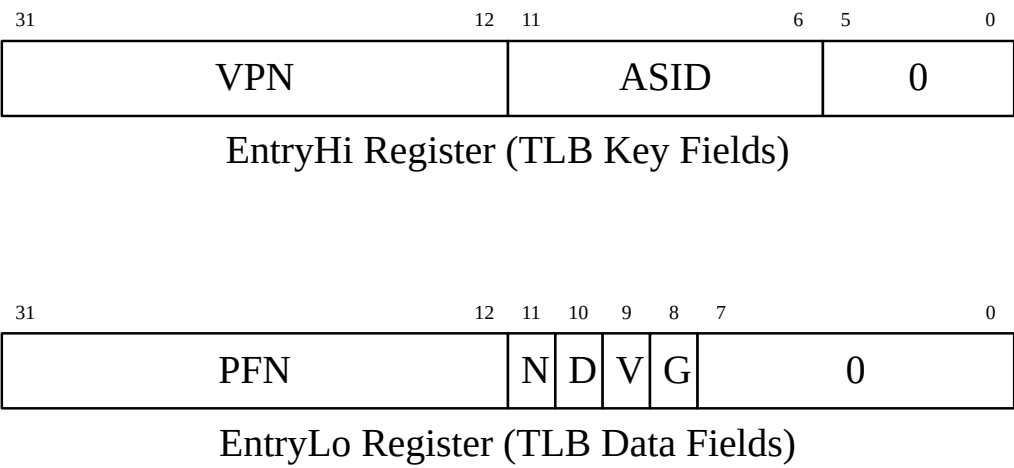 31 12 11 6 5 0
VPN ASID 0
EntryHi Register (TLB Key Fields)
31 12 11 10 9 8 7 0
PFN N D V G 0
EntryLo Register (TLB Data Fields)